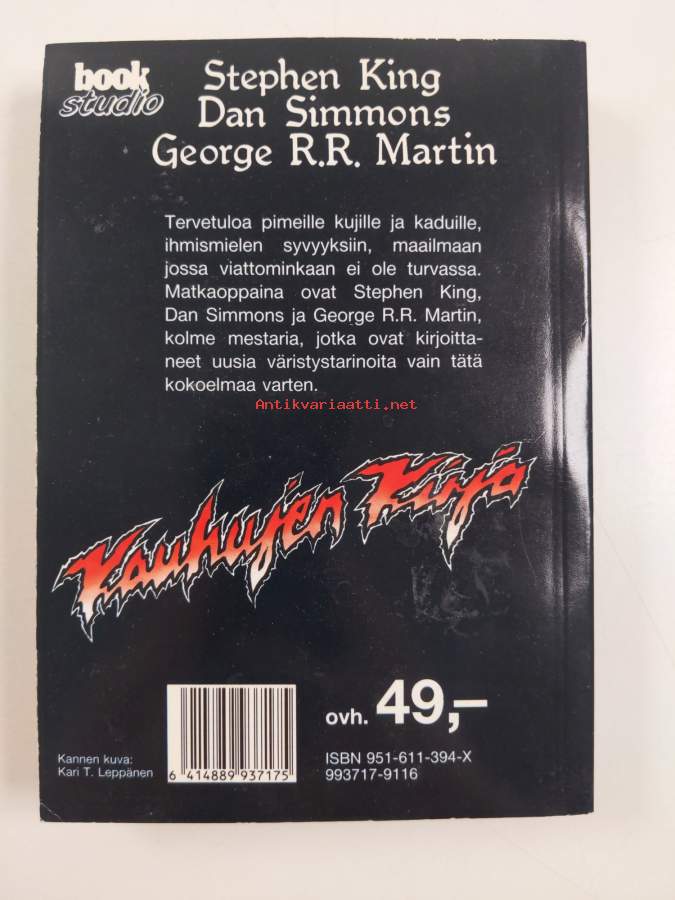 book
studio
Stephen King
Dan Simmons
George R.R. Martin
Tervetuloa pimeille kujille ja kaduille,
ihmismielen syvyyksiin, maailmaan
jossa viattominkaan ei ole turvassa.
Matkaoppaina ovat Stephen King,
Dan Simmons ja George R.R. Martin,
kolme mestaria, jotka ovat kirjoitta-
neet uusia väristystarinoita vain tätä
kokoelmaa varten.
Antikvariaatti.net
Kauhujen Kirja
ovh. 49,–
Kannen kuva:
Kari T. Leppänen
6 414889 937175
ISBN 951-611-394-X
993717-9116